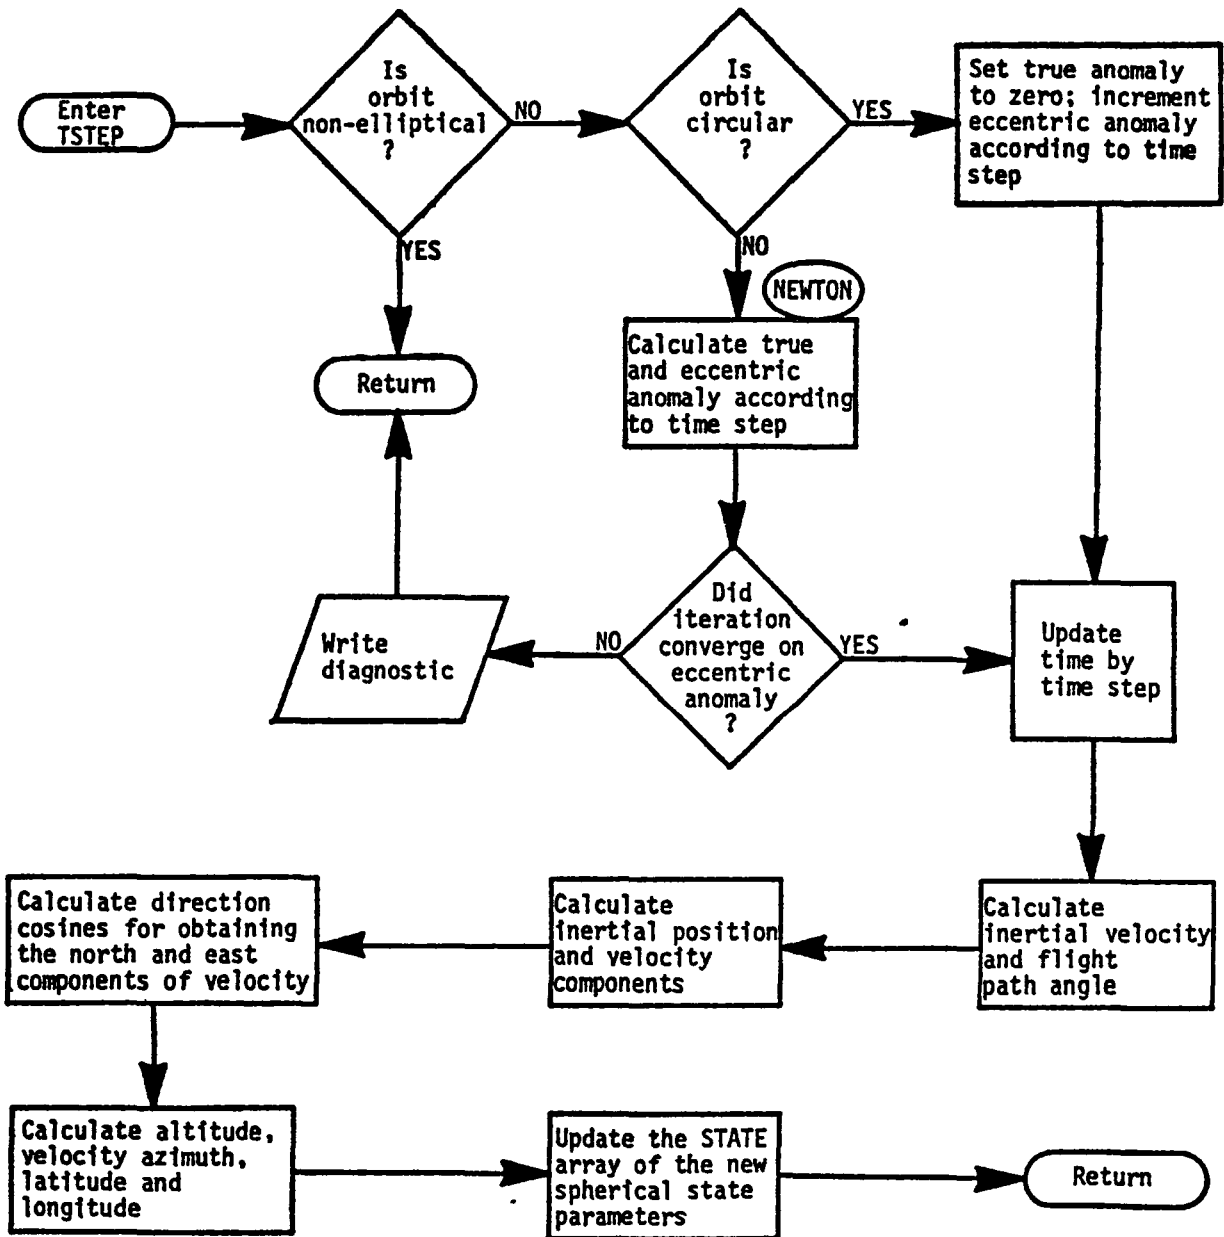 Enter
TSTEP
Is
orbit
non-elliptical
?
NO
YES
Is
orbit
circular
?
YES
NO
Set true anomaly
to zero; increment
eccentric anomaly
according to time
step
Return
NEWTON
Calculate true
and eccentric
anomaly according
to time step
Did
iteration
converge on
eccentric
anomaly
?
NO
YES
Write
diagnostic
Update
time by
time step
Calculate
inertial velocity
and flight
path angle
Calculate
inertial position
and velocity
components
Calculate direction
cosines for obtaining
the north and east
components of velocity
Calculate altitude,
velocity azimuth,
latitude and
longitude
Update the STATE
array of the new
spherical state
parameters
Return